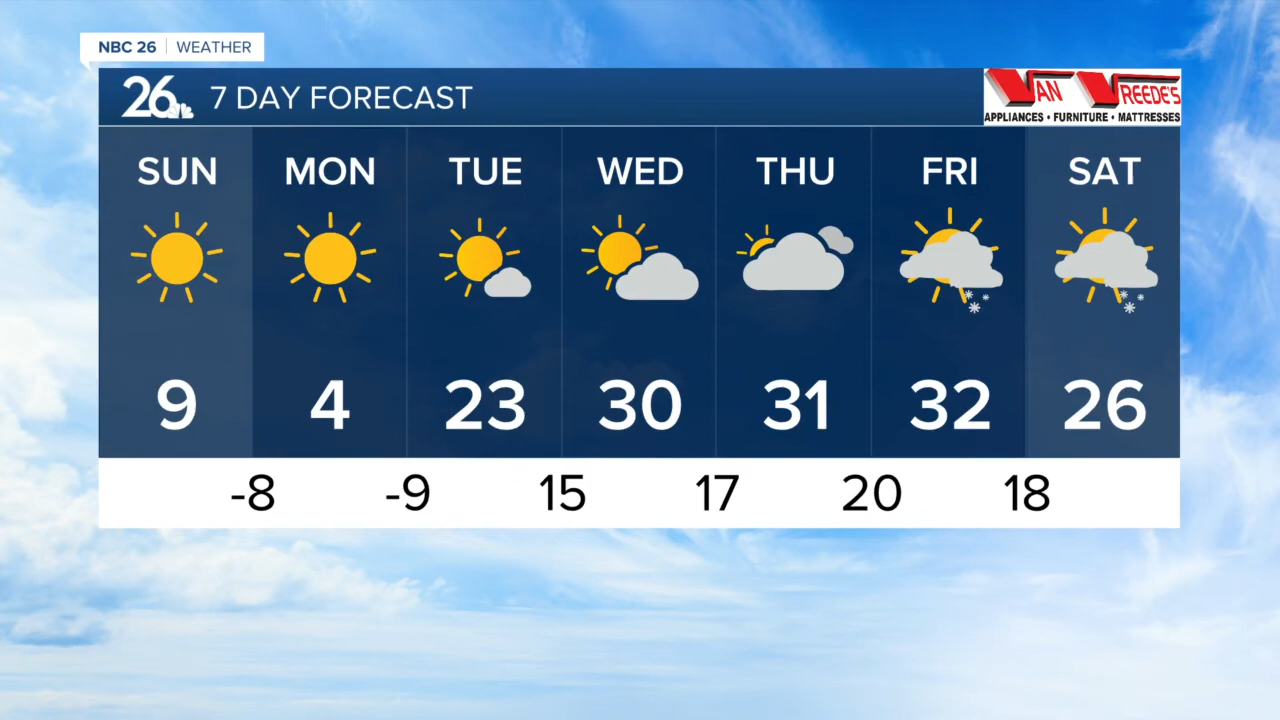 NBC 26 | WEATHER
26 7 DAY FORECAST
VAN VREEDE'S
APPLIANCES • FURNITURE • MATTRESSES
SUN MON TUE WED THU FRI SAT
9 4 23 30 31 32 26
-8 -9 15 17 20 18